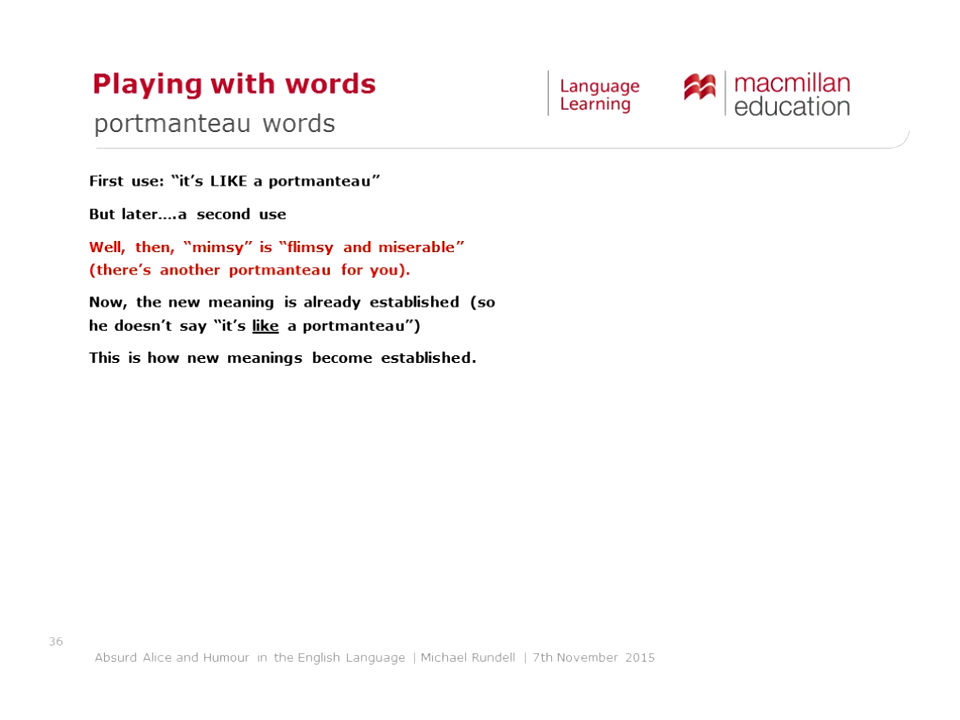 Playing with words
portmanteau words
Language
Learning
macmillan
education
First use: “it’s LIKE a portmanteau”
But later….a second use
Well, then, “mimsy” is “flimsy and miserable”
(there’s another portmanteau for you).
Now, the new meaning is already established (so
he doesn’t say “it’s like a portmanteau”)
This is how new meanings become established.
36
Absurd Alice and Humour in the English Language | Michael Rundell | 7th November 2015